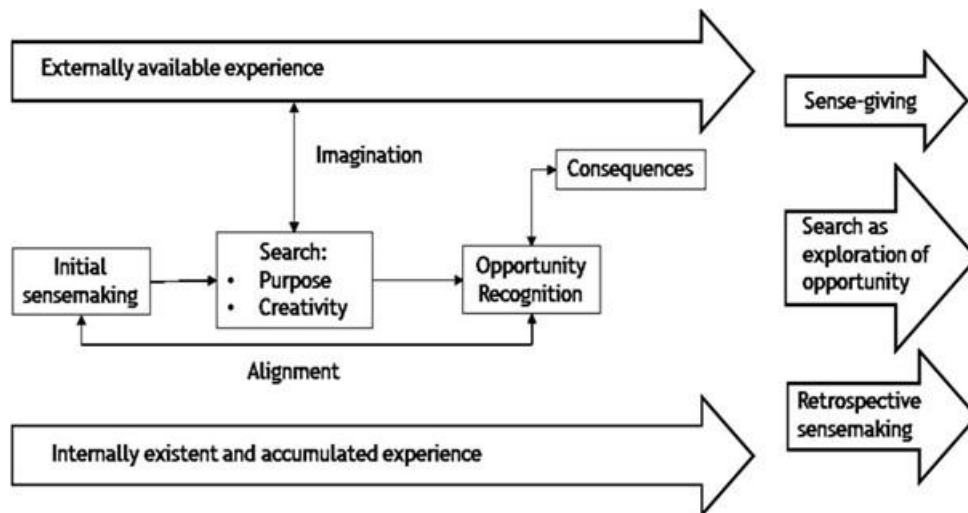 Externally available experience
Sense-giving
Imagination
Consequences
Initial
sensemaking
Search:
• Purpose
• Creativity
Opportunity
Recognition
Search as
exploration of
opportunity
Alignment
Retrospective
sensemaking
Internally existent and accumulated experience